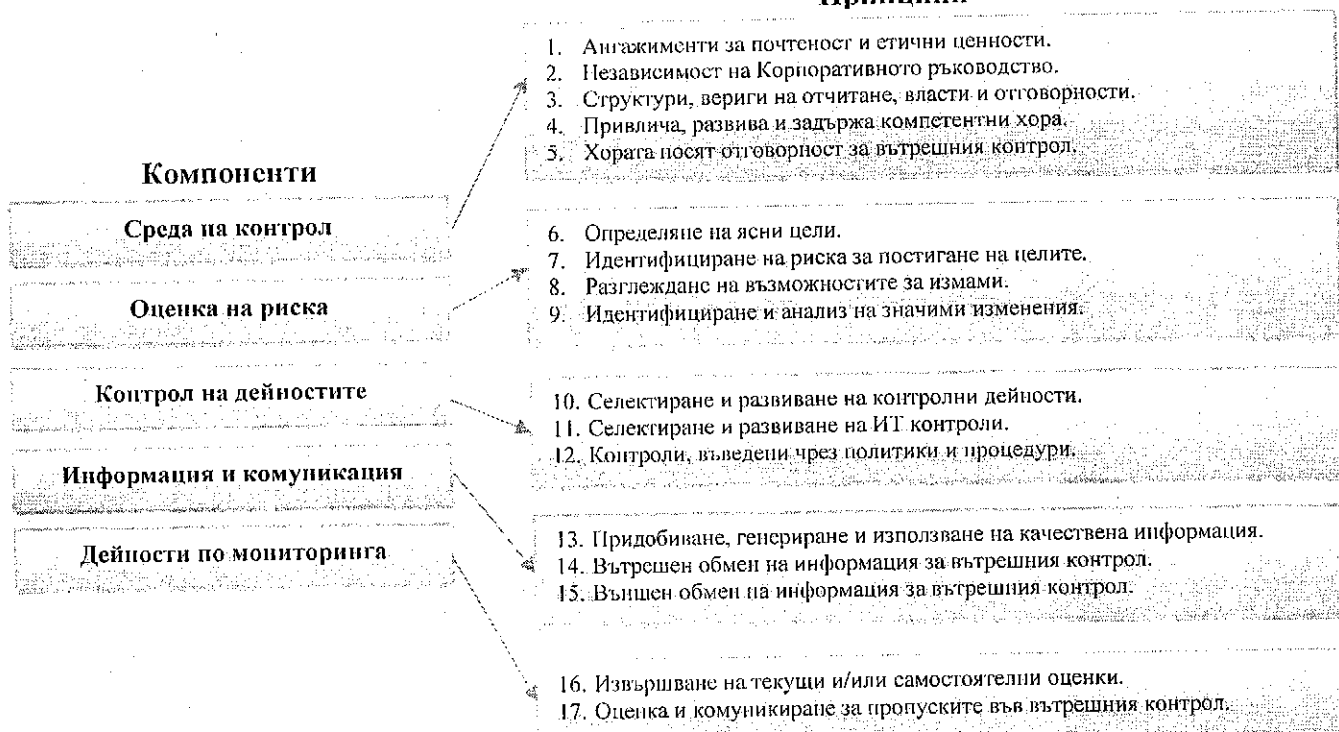 Принципи
1. Ангажименти за почтеност и етични ценности.
2. Независимост на Корпоративното ръководство.
3. Структури, вериги на отчитане, власти и отговорности.
4. Привлича, развива и задържа компетентни хора.
5. Хората носят отговорност за вътрешния контрол.
Компоненти
Среда на контрол
6. Определяне на ясни цели.
7. Идентифициране на риска за постигане на целите.
8. Разглеждане на възможностите за измами.
9. Идентифициране и анализ на значими изменения.
Оценка на риска
Контрол на дейностите
10. Селектиране и развиване на контролни дейности.
11. Селектиране и развиване на ИТ контроли.
12. Контроли, въведени чрез политики и процедури.
Информация и комуникация
Дейности по мониторинга
13. Придобиване, генериране и използване на качествена информация.
14. Вътрешен обмен на информация за вътрешния контрол.
15. Външен обмен на информация за вътрешния контрол.
16. Извършване на текущи и/или самостоятелни оценки.
17. Оценка и комуникиране за пропуските във вътрешния контрол.